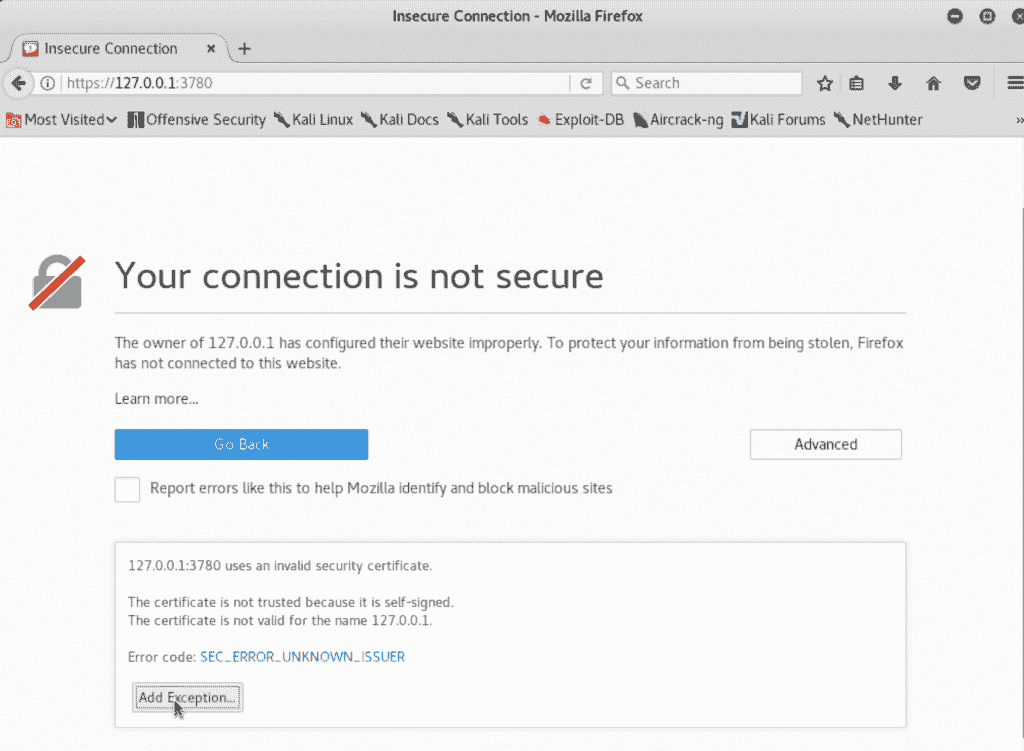 Insecure Connection - Mozilla Firefox
Insecure Connection
https://127.0.0.1:3780
Search
Most Visited
Offensive Security
Kali Linux
Kali Docs
Kali Tools
Exploit-DB
Aircrack-ng
Kali Forums
NetHunter
Your connection is not secure
The owner of 127.0.0.1 has configured their website improperly. To protect your information from being stolen, Firefox
has not connected to this website.
Learn more...
Go Back
Advanced
Report errors like this to help Mozilla identify and block malicious sites
127.0.0.1:3780 uses an invalid security certificate.
The certificate is not trusted because it is self-signed.
The certificate is not valid for the name 127.0.0.1.
Error code: SEC_ERROR_UNKNOWN_ISSUER
Add Exception...